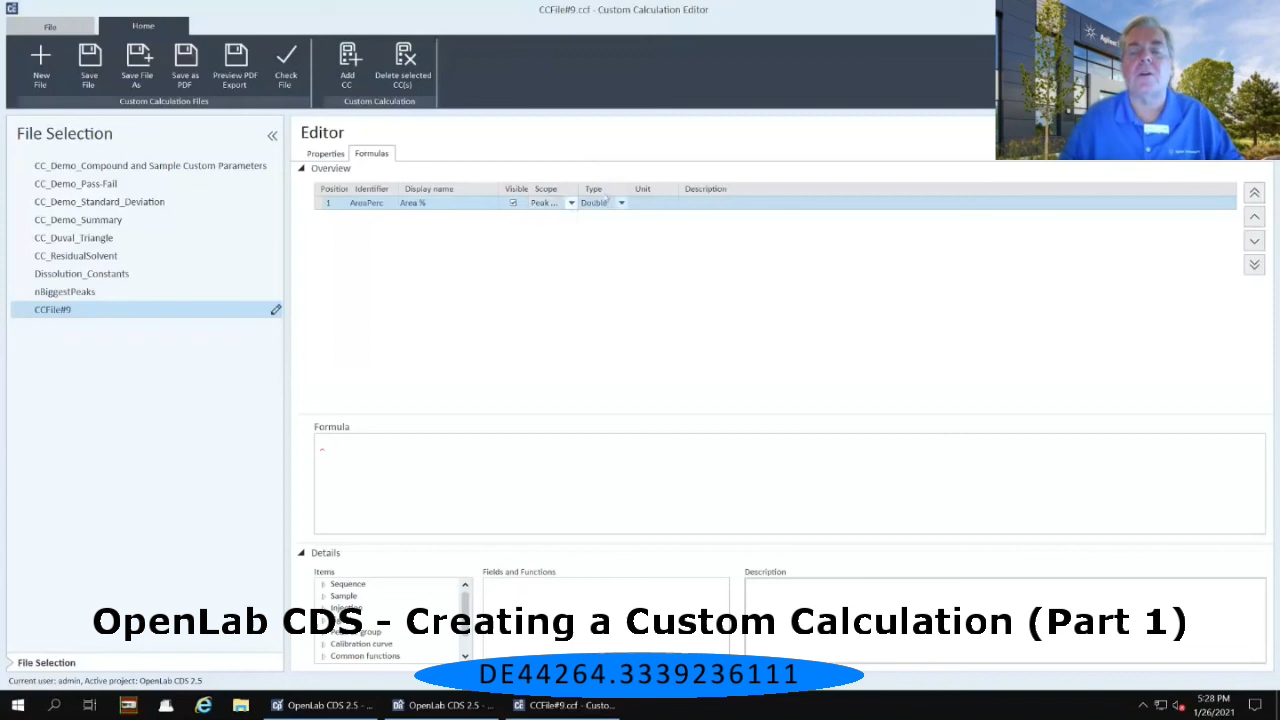 CCFile#9.ccf - Custom Calculation Editor
File
Home
New File
Save File
Save File As
Save as PDF
Preview PDF Export
Check File
Custom Calculation Files
Add CC
Delete selected CC(s)
Custom Calculation
Agilent
File Selection
CC_Demo_Compound and Sample Custom Parameters
CC_Demo_Pass-Fail
CC_Demo_Standard_Deviation
CC_Demo_Summary
CC_Duval_Triangle
CC_ResidualSolvent
Dissolution_Constants
nBiggestPeaks
CCFile#9
Editor
Properties
Formulas
Overview
Position Identifier Display name Visible Scope Type Unit Description
1 AreaPerc Area % Peak ... Double
Formula
Details
Items
Fields and Functions
Description
Sequence
Sample
Injection
Calibration curve
Common functions
OpenLab CDS - Creating a Custom Calculation (Part 1)
DE44264.3339236111
File Selection
Current user: admin, Active project: OpenLab CDS 2.5
OpenLab CDS 2.5 - ...
OpenLab CDS 2.5 - ...
CCFile#9.ccf - Custo...
5:28 PM
1/26/2021